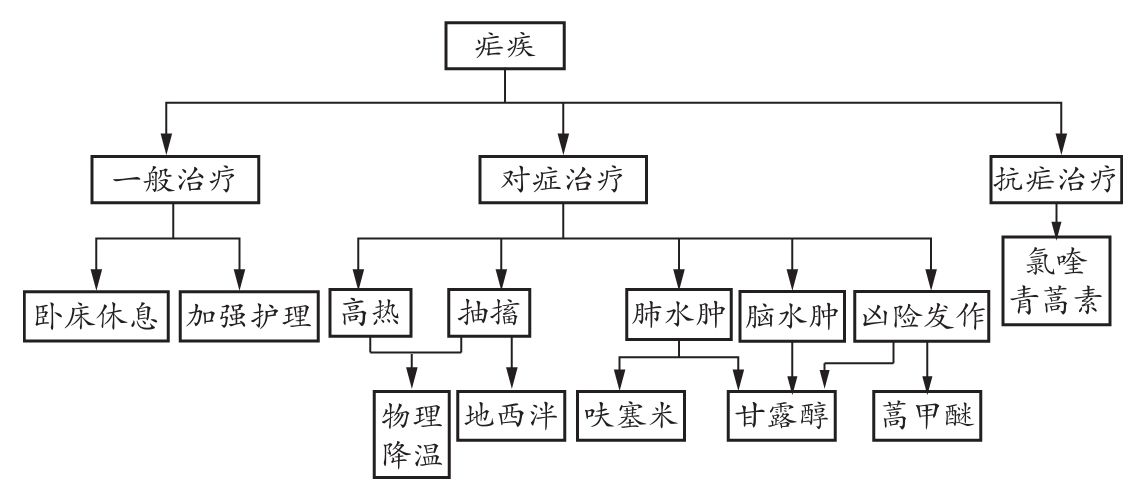 疟疾
一般治疗
对症治疗
抗疟治疗
卧床休息
加强护理
高热
抽搐
肺水肿
脑水肿
凶险发作
氯喹
青蒿素
物理
降温
地西泮
呋塞米
甘露醇
蒿甲醚